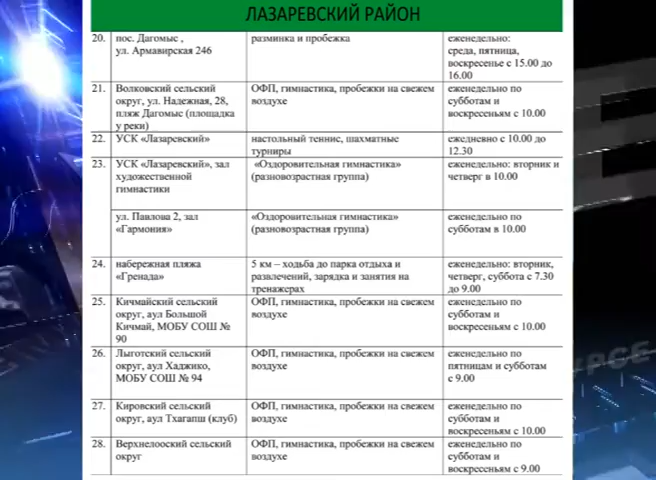 ЛАЗАРЕВСКИЙ РАЙОН
20. пос. Дагомыс , разминка и пробежка еженедельно:
ул. Армавирская 246 среда, пятница,
воскресенье с 15.00 до
16.00
21. Волковский сельский ОФП, гимнастика, пробежки на свежем еженедельно по
округ, ул. Надежная, 28, воздухе субботам и
пляж Дагомыс (площадка воскресеньям с 10.00
у реки)
22. УСК «Лазаревский» настольный теннис, шахматные ежедневно с 10.00 до
турниры 12.30
23. УСК «Лазаревский», зал «Оздоровительная гимнастика» еженедельно: вторник и
художественной (разновозрастная группа) четверг в 10.00
гимнастики
ул. Павлова 2, зал «Оздоровительная гимнастика» еженедельно по
«Гармония» (разновозрастная группа) субботам в 10.00
24. набережная пляжа 5 км – ходьба до парка отдыха и еженедельно: вторник,
«Гренада» развлечений, зарядка и занятия на четверг, суббота с 7.30
тренажерах до 9.00
25. Кичмайский сельский ОФП, гимнастика, пробежки на свежем еженедельно по
округ, аул Большой воздухе субботам и
Кичмай, МОБУ СОШ № воскресеньям с 10.00
90
26. Лыготский сельский ОФП, гимнастика, пробежки на свежем еженедельно по
округ, аул Хаджико, воздухе пятницам и субботам
МОБУ СОШ № 94 с 9.00
27. Кировский сельский ОФП, гимнастика, пробежки на свежем еженедельно по
округ, аул Тхагапш (клуб) воздухе субботам и
воскресеньям с 10.00
28. Верхнелооский сельский ОФП, гимнастика, пробежки на свежем еженедельно по
округ воздухе субботам и
воскресеньям с 9.00